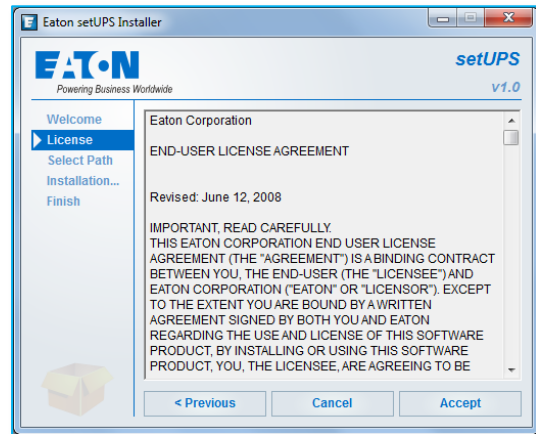 Eaton setUPS Installer
EATON
Powering Business Worldwide
setUPS
v1.0
Welcome
License
Select Path
Installation...
Finish
Eaton Corporation
END-USER LICENSE AGREEMENT
Revised: June 12, 2008
IMPORTANT, READ CAREFULLY.
THIS EATON CORPORATION END USER LICENSE
AGREEMENT (THE "AGREEMENT") IS A BINDING CONTRACT
BETWEEN YOU, THE END-USER (THE "LICENSEE") AND
EATON CORPORATION ("EATON" OR "LICENSOR"). EXCEPT
TO THE EXTENT YOU ARE BOUND BY A WRITTEN
AGREEMENT SIGNED BY BOTH YOU AND EATON
REGARDING THE USE AND LICENSE OF THIS SOFTWARE
PRODUCT, BY INSTALLING OR USING THIS SOFTWARE
PRODUCT, YOU, THE LICENSEE, ARE AGREEING TO BE
< Previous
Cancel
Accept